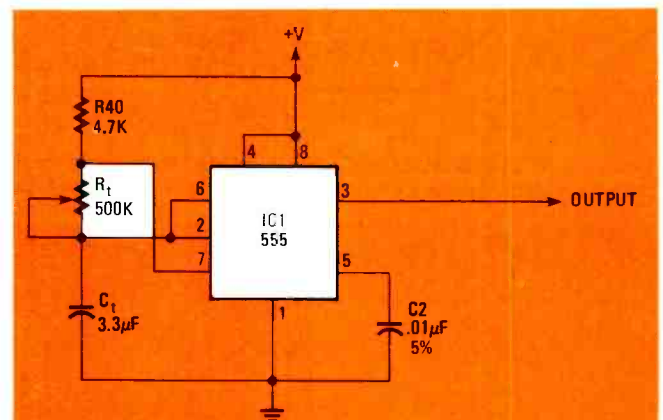 +V
R40
4.7K
4
8
R_t
500K
6
3
OUTPUT
IC1
2
555
7
5
C_t
3.3μF
1
C2
.01μF
5%